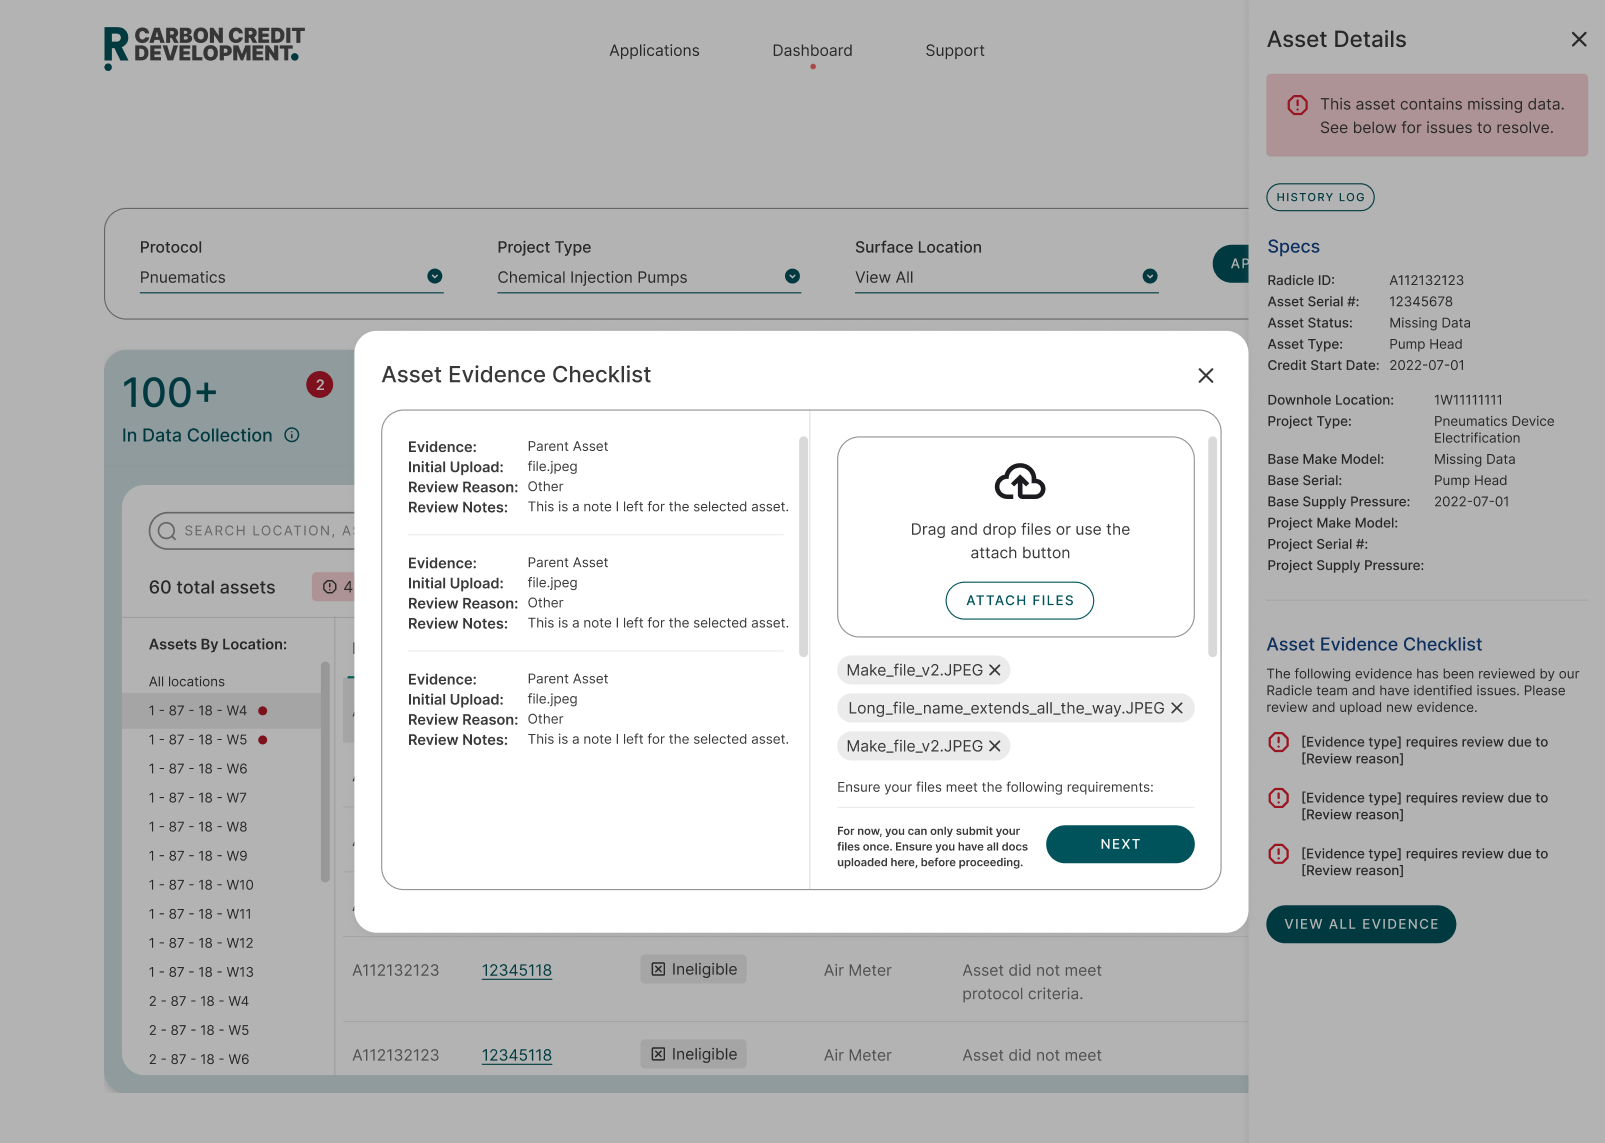 CARBON CREDIT
DEVELOPMENT.
Applications
Dashboard
Support
Protocol
Pnuematics
Project Type
Chemical Injection Pumps
Surface Location
View All
AP
100+
2
In Data Collection
SEARCH LOCATION, AS
60 total assets
4
Assets By Location:
All locations
1 - 87 - 18 - W4
1 - 87 - 18 - W5
1 - 87 - 18 - W6
1 - 87 - 18 - W7
1 - 87 - 18 - W8
1 - 87 - 18 - W9
1 - 87 - 18 - W10
1 - 87 - 18 - W11
1 - 87 - 18 - W12
1 - 87 - 18 - W13
2 - 87 - 18 - W4
2 - 87 - 18 - W5
2 - 87 - 18 - W6
A112132123 12345118 Ineligible Air Meter Asset did not meet
protocol criteria.
A112132123 12345118 Ineligible Air Meter Asset did not meet
Asset Evidence Checklist
Evidence: Parent Asset
Initial Upload: file.jpeg
Review Reason: Other
Review Notes: This is a note I left for the selected asset.
Evidence: Parent Asset
Initial Upload: file.jpeg
Review Reason: Other
Review Notes: This is a note I left for the selected asset.
Evidence: Parent Asset
Initial Upload: file.jpeg
Review Reason: Other
Review Notes: This is a note I left for the selected asset.
Drag and drop files or use the
attach button
ATTACH FILES
Make_file_v2.JPEG
Long_file_name_extends_all_the_way.JPEG
Make_file_v2.JPEG
Ensure your files meet the following requirements:
For now, you can only submit your
files once. Ensure you have all docs
uploaded here, before proceeding.
NEXT
Asset Details
This asset contains missing data.
See below for issues to resolve.
HISTORY LOG
Specs
Radicle ID: A112132123
Asset Serial #: 12345678
Asset Status: Missing Data
Asset Type: Pump Head
Credit Start Date: 2022-07-01
Downhole Location: 1W11111111
Project Type: Pneumatics Device
Electrification
Base Make Model: Missing Data
Base Serial: Pump Head
Base Supply Pressure: 2022-07-01
Project Make Model:
Project Serial #:
Project Supply Pressure:
Asset Evidence Checklist
The following evidence has been reviewed by our
Radicle team and have identified issues. Please
review and upload new evidence.
[Evidence type] requires review due to
[Review reason]
[Evidence type] requires review due to
[Review reason]
[Evidence type] requires review due to
[Review reason]
VIEW ALL EVIDENCE